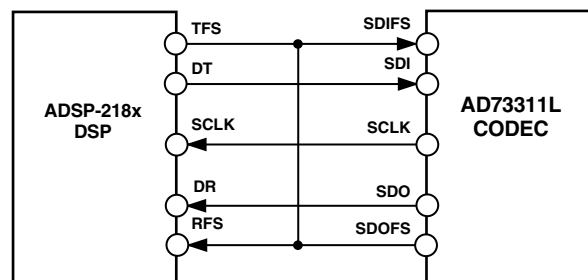 TFS
SDIFS
DT
SDI
ADSP-218x
DSP
AD73311L
CODEC
SCLK
SCLK
DR
SDO
RFS
SDOFS